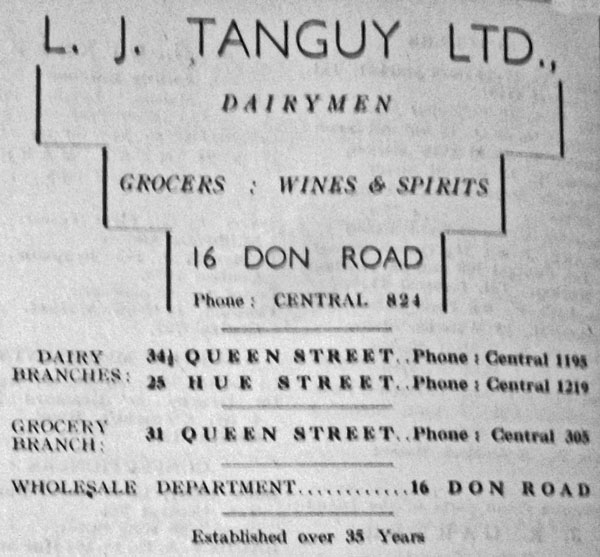 L. J. TANGUY LTD.,
DAIRYMEN
GROCERS : WINES & SPIRITS
16 DON ROAD
Phone: CENTRAL 824
DAIRY BRANCHES: 34½ QUEEN STREET..Phone: Central 1195
25 HUE STREET..Phone: Central 1219
GROCERY BRANCH: 31 QUEEN STREET..Phone: Central 305
WHOLESALE DEPARTMENT............16 DON ROAD
Established over 35 Years